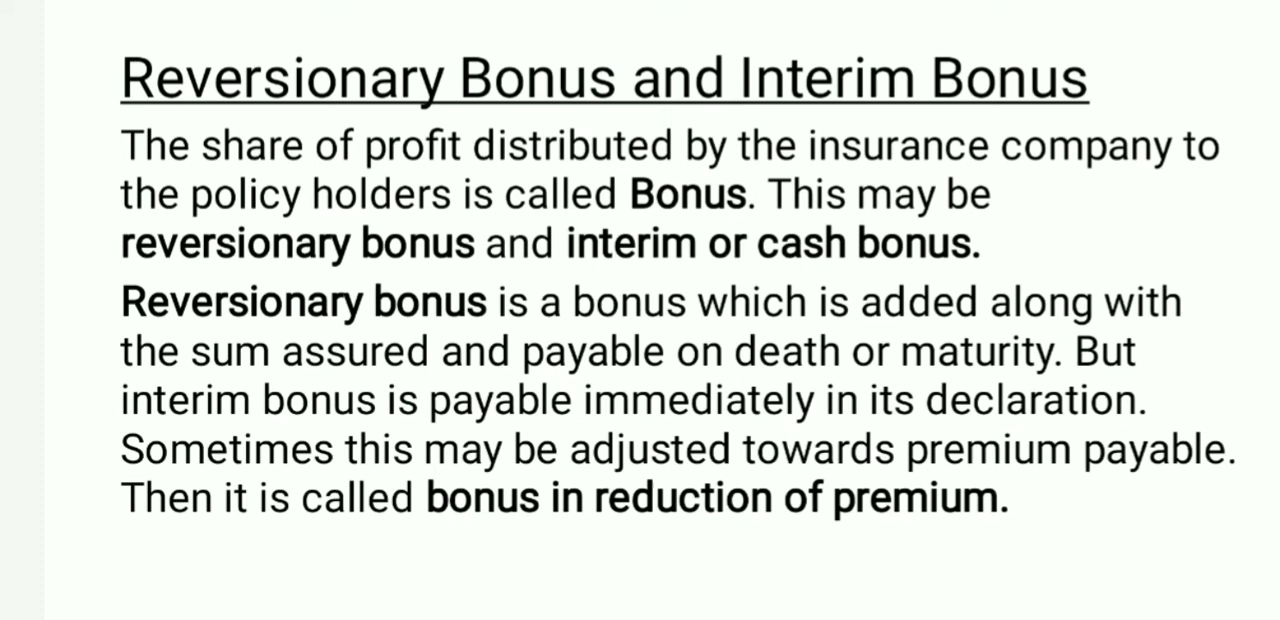 Reversionary Bonus and Interim Bonus
The share of profit distributed by the insurance company to
the policy holders is called Bonus. This may be
reversionary bonus and interim or cash bonus.
Reversionary bonus is a bonus which is added along with
the sum assured and payable on death or maturity. But
interim bonus is payable immediately in its declaration.
Sometimes this may be adjusted towards premium payable.
Then it is called bonus in reduction of premium.